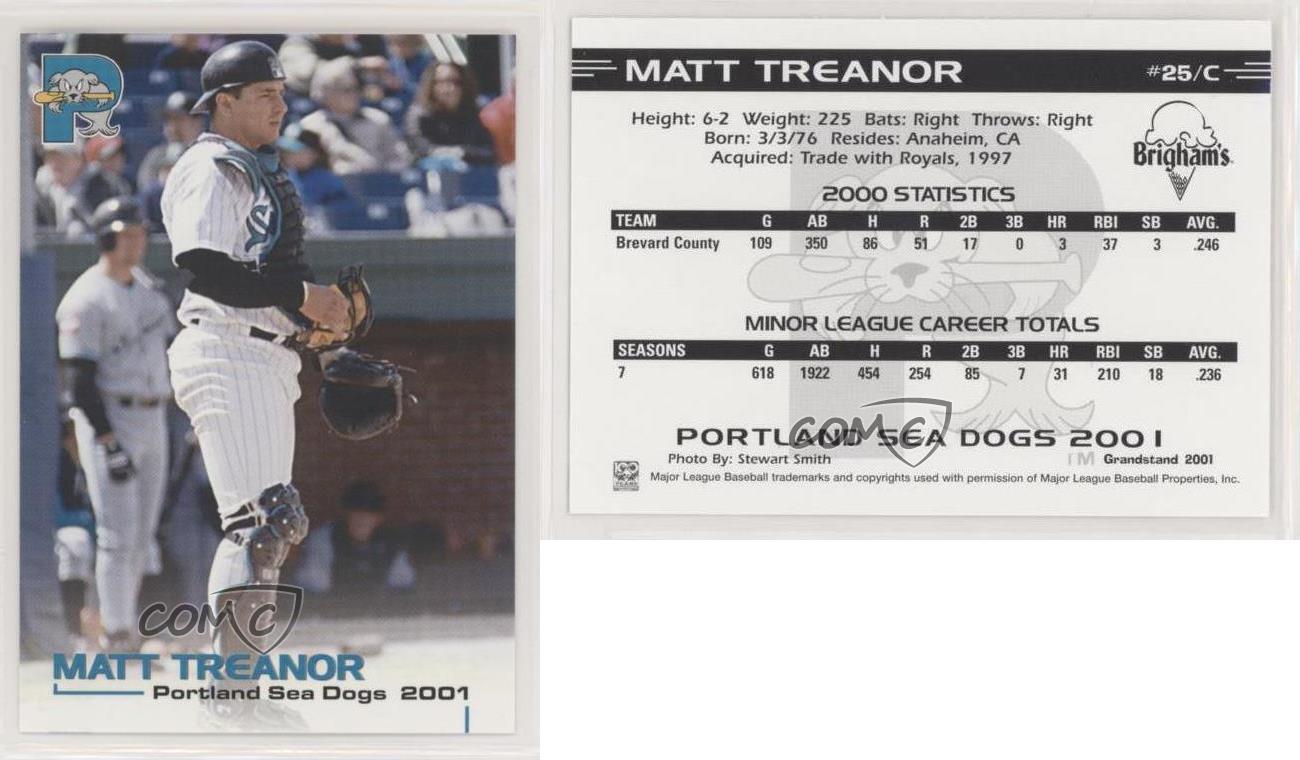 P
COMC
MATT TREANOR
Portland Sea Dogs 2001
MATT TREANOR #25/C
Height: 6-2 Weight: 225 Bats: Right Throws: Right
Born: 3/3/76 Resides: Anaheim, CA
Acquired: Trade with Royals, 1997
Brigham's
2000 STATISTICS
TEAM G AB H R 2B 3B HR RBI SB AVG.
Brevard County 109 350 86 51 17 0 3 37 3 .246
MINOR LEAGUE CAREER TOTALS
SEASONS G AB H R 2B 3B HR RBI SB AVG.
7 618 1922 454 254 85 7 31 210 18 .236
COMC
PORTLAND SEA DOGS 2001
Photo By: Stewart Smith TM Grandstand 2001
Major League Baseball trademarks and copyrights used with permission of Major League Baseball Properties, Inc.